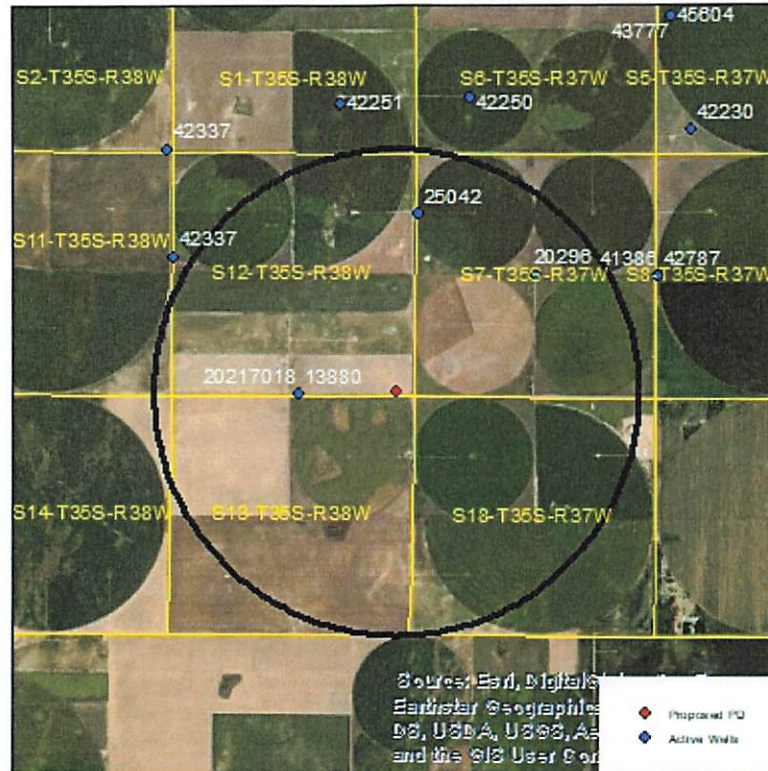 45604
43777
S2-T35S-R38W
S1-T35S-R38W
S6-T35S-R37W
S5-T35S-R37W
42251
42250
42230
42337
25042
S11-T35S-R38W
42337
S12-T35S-R38W
20296 41386 42787
S7-T35S-R37W
S8-T35S-R37W
20217018 13880
S14-T35S-R38W
S13-T35S-R38W
S18-T35S-R37W
Source: Esri,
Earthstar Geographics
DS, USDA, USGS,
and the GIS User
Proposed PD
Active Wells